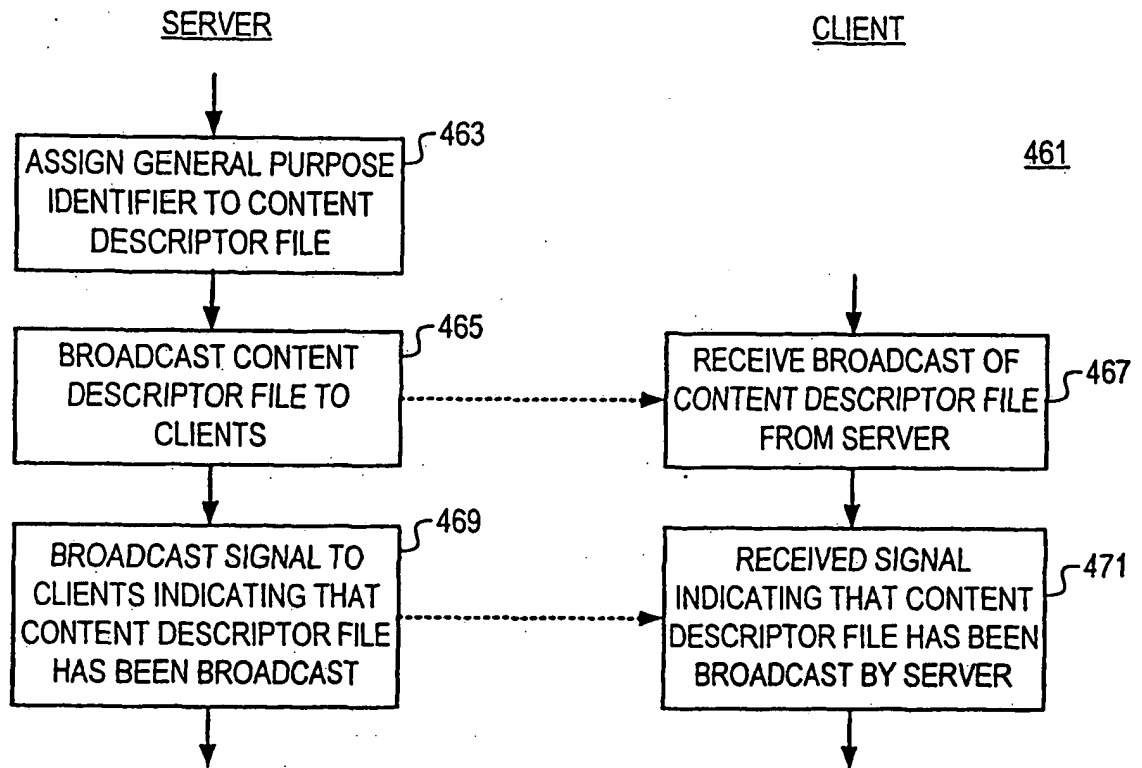 SERVER
CLIENT
461
ASSIGN GENERAL PURPOSE
IDENTIFIER TO CONTENT
DESCRIPTOR FILE
463
BROADCAST CONTENT
DESCRIPTOR FILE TO
CLIENTS
465
RECEIVE BROADCAST OF
CONTENT DESCRIPTOR FILE
FROM SERVER
467
BROADCAST SIGNAL TO
CLIENTS INDICATING THAT
CONTENT DESCRIPTOR FILE
HAS BEEN BROADCAST
469
RECEIVED SIGNAL
INDICATING THAT CONTENT
DESCRIPTOR FILE HAS BEEN
BROADCAST BY SERVER
471